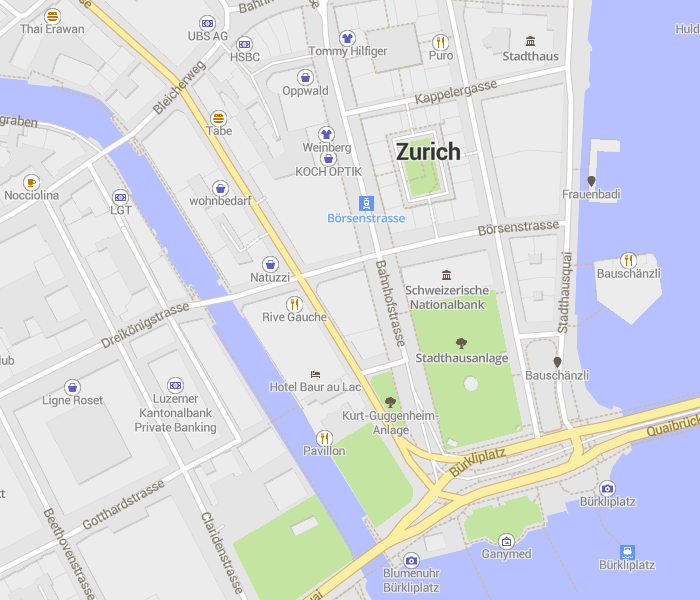 Thai Erawan
UBS AG
HSBC
Tommy Hilfiger
Puro
Stadthaus
Bleicherweg
Oppwald
Kappelergasse
Tabe
Weinberg
KOCH OPTIK
Zurich
graben
Nocciolina
LGT
wohnbedarf
Börsenstrasse
Frauenbadi
Börsenstrasse
Natuzzi
Bahnhofstrasse
Schweizerische
Nationalbank
Stadthausquai
Bauschänzli
Dreikönigstrasse
Rive Gauche
Stadthausanlage
Bauschänzli
Hotel Baur au Lac
Ligne Roset
Luzerner
Kantonalbank
Private Banking
Kurt-Guggenheim-
Anlage
Pavillon
Bürkliplatz
Quaibrück
Gotthardstrasse
Beethovenstrasse
Claridenstrasse
Bürkliplatz
Ganymed
Bürkliplatz
Blumenuhr
Bürkliplatz